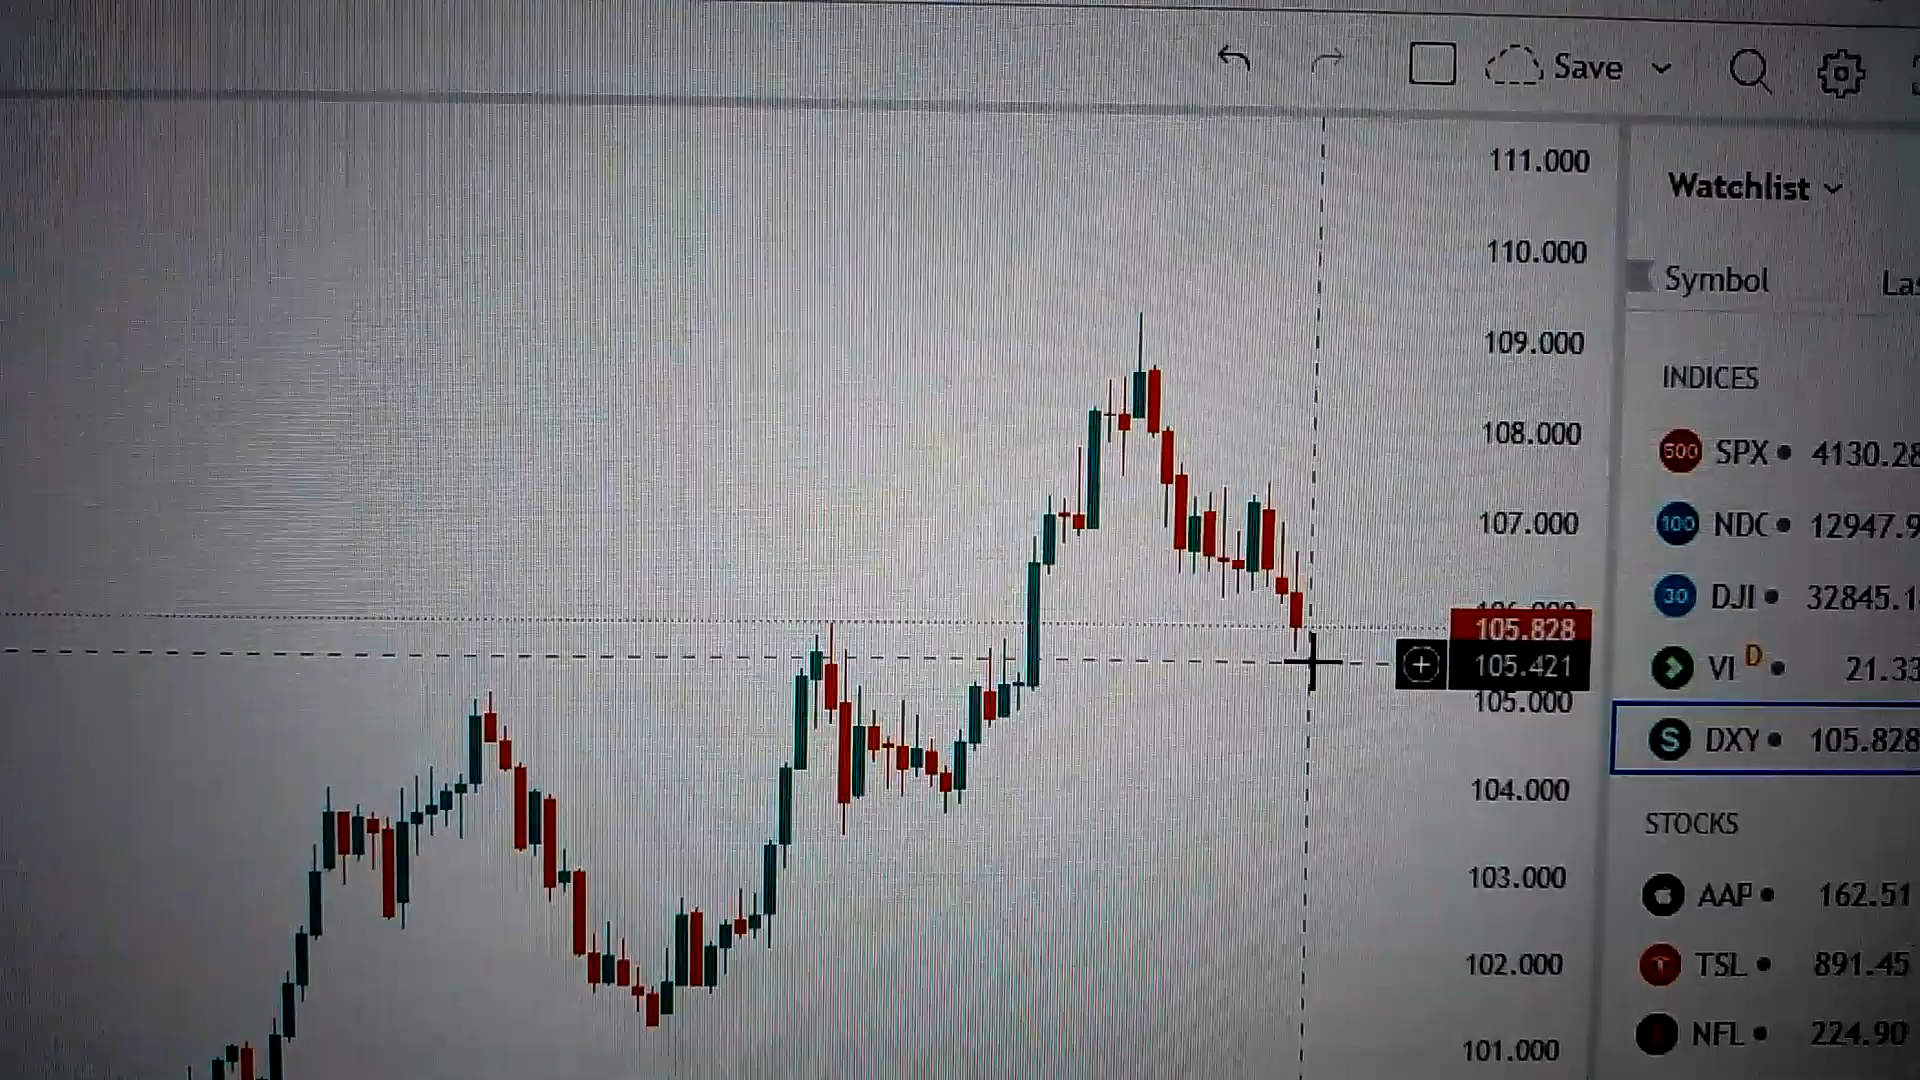 Save
111.000
Watchlist
110.000
Symbol
109.000
INDICES
108.000
500 SPX 4130.28
107.000
100 NDC 12947.9
30 DJI 32845.1
105.828
105.421
VI D 21.33
105.000
S DXY 105.828
104.000
STOCKS
103.000
AAP 162.51
102.000
TSL 891.45
101.000
NFL 224.90